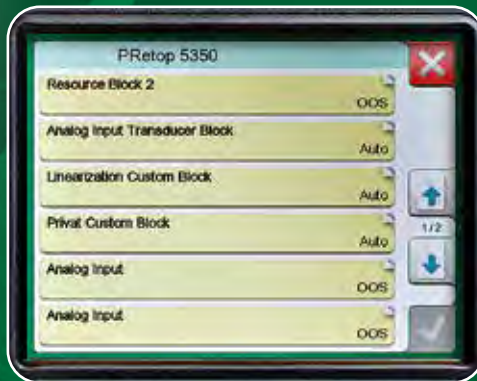 PRetop 5350
Resource Block 2
OOS
Analog Input Transducer Block
Auto
Linearization Custom Block
Auto
Privat Custom Block
Auto
1/2
Analog Input
OOS
Analog Input
OOS